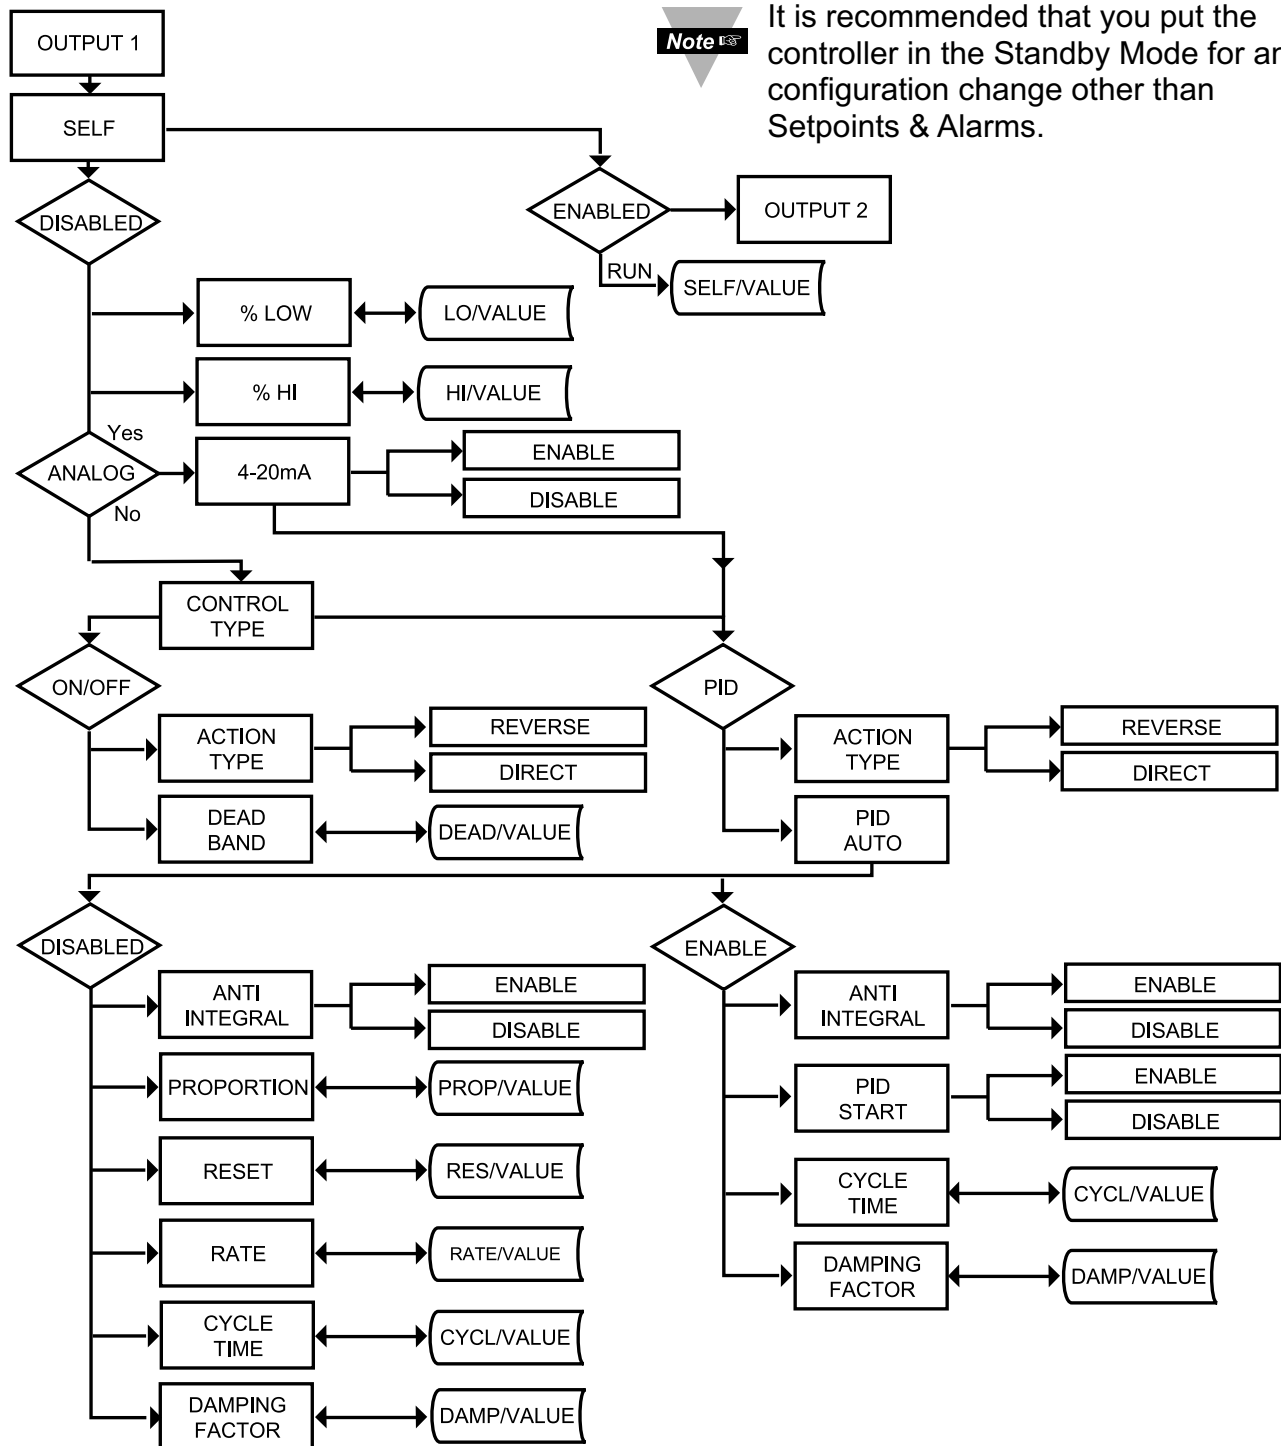 Note
It is recommended that you put the
controller in the Standby Mode for
configuration change other than
Setpoints & Alarms.
OUTPUT 1
SELF
DISABLED
ENABLED
OUTPUT 2
RUN
SELF/VALUE
% LOW
LO/VALUE
% HI
HI/VALUE
Yes
ANALOG
No
4-20mA
ENABLE
DISABLE
CONTROL
TYPE
ON/OFF
PID
ACTION
TYPE
REVERSE
DIRECT
DEAD
BAND
DEAD/VALUE
ACTION
TYPE
REVERSE
DIRECT
PID
AUTO
DISABLED
ENABLE
ANTI
INTEGRAL
ENABLE
DISABLE
PROPORTION
PROP/VALUE
RESET
RES/VALUE
RATE
RATE/VALUE
CYCLE
TIME
CYCL/VALUE
DAMPING
FACTOR
DAMP/VALUE
ANTI
INTEGRAL
ENABLE
DISABLE
PID
START
ENABLE
DISABLE
CYCLE
TIME
CYCL/VALUE
DAMPING
FACTOR
DAMP/VALUE